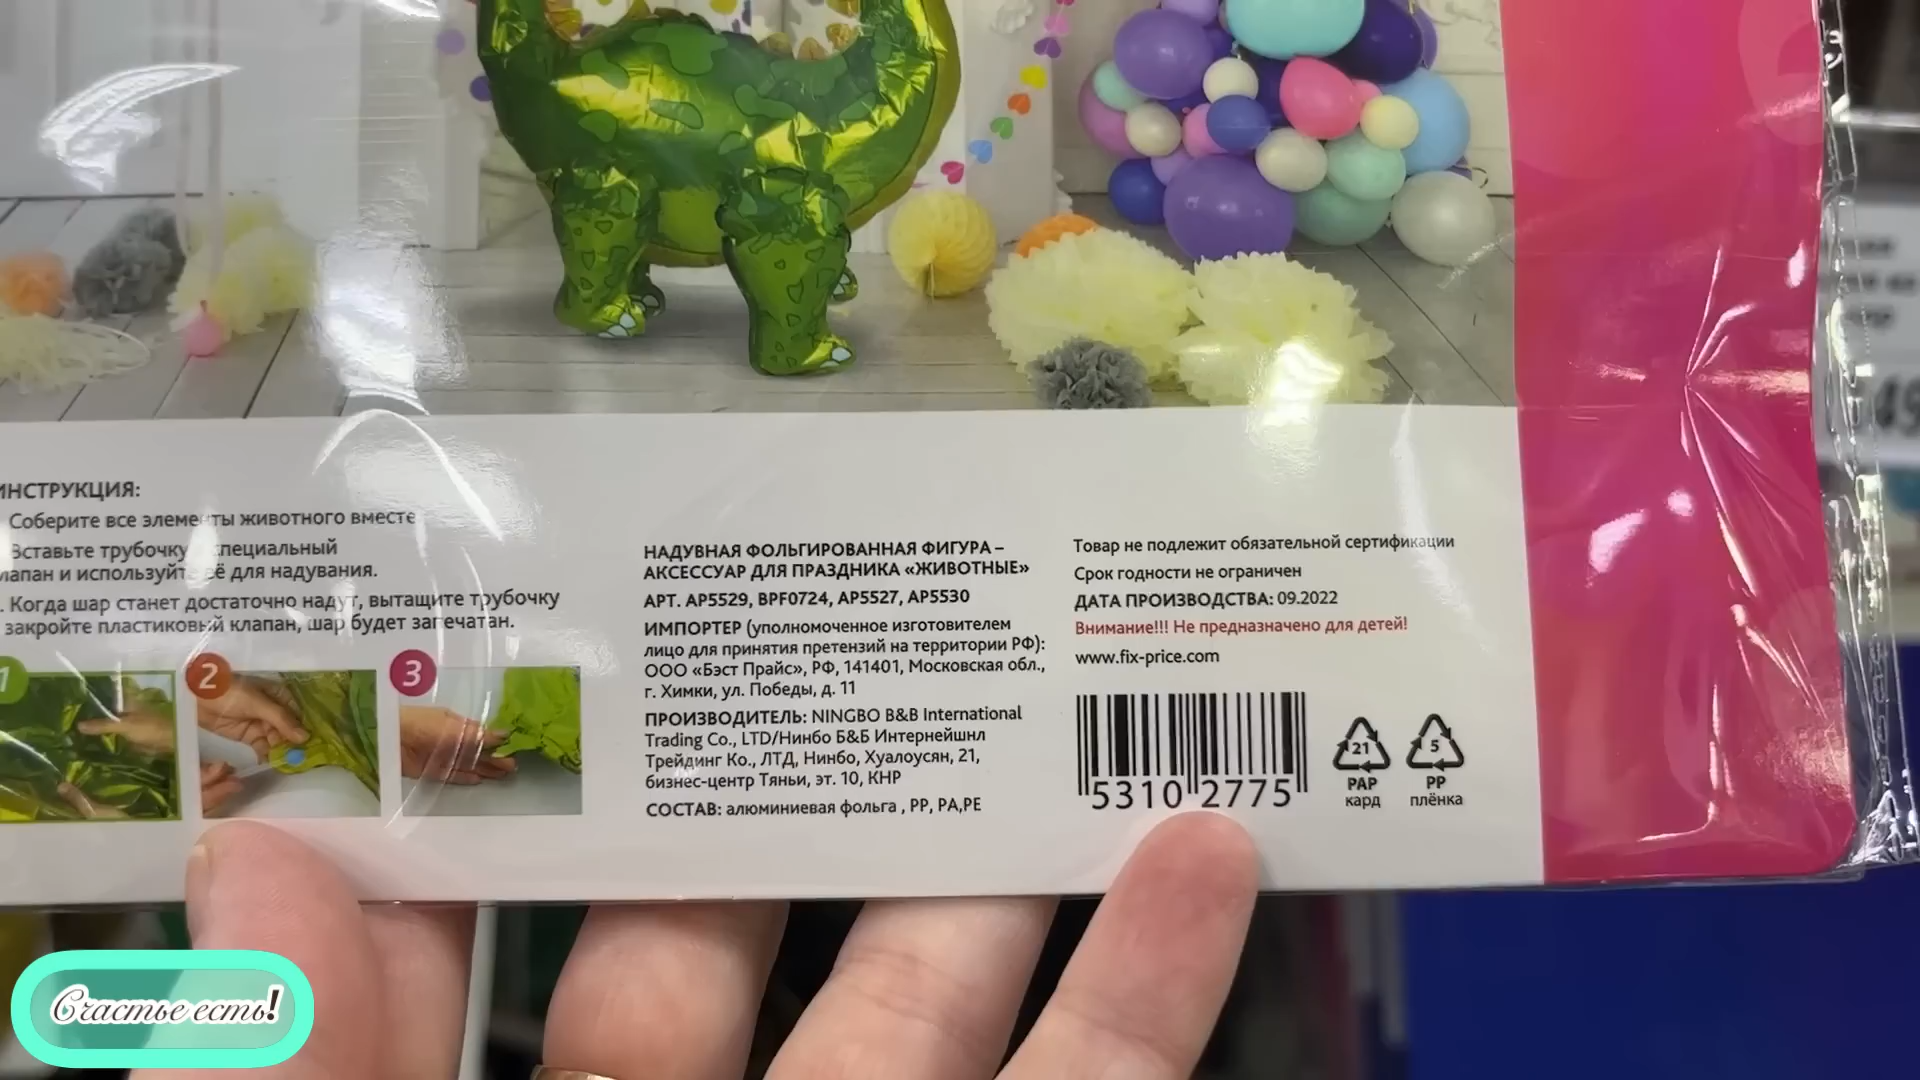 ИНСТРУКЦИЯ:
Соберите все элементы животного вместе
Вставьте трубочку специальный
клапан и используйте её для надувания.
Когда шар станет достаточно надут, вытащите трубочку
закройте пластиковый клапан, шар будет запечатан.
1
2
3
НАДУВНАЯ ФОЛЬГИРОВАННАЯ ФИГУРА –
АКСЕССУАР ДЛЯ ПРАЗДНИКА «ЖИВОТНЫЕ»
АРТ. AP5529, BPF0724, AP5527, AP5530
ИМПОРТЕР (уполномоченное изготовителем
лицо для принятия претензий на территории РФ):
ООО «Бэст Прайс», РФ, 141401, Московская обл.,
г. Химки, ул. Победы, д. 11
ПРОИЗВОДИТЕЛЬ: NINGBO B&B International
Trading Co., LTD/Нинбо Б&Б Интернейшнл
Трейдинг Ко., ЛТД, Нинбо, Хуалоусян, 21,
бизнес-центр Тяньи, эт. 10, КНР
СОСТАВ: алюминиевая фольга , PP, PA,PE
Товар не подлежит обязательной сертификации
Срок годности не ограничен
ДАТА ПРОИЗВОДСТВА: 09.2022
Внимание!!! Не предназначено для детей!
www.fix-price.com
5310 2775
21
PAP
кард
5
PP
плёнка
49
Счастье есть!